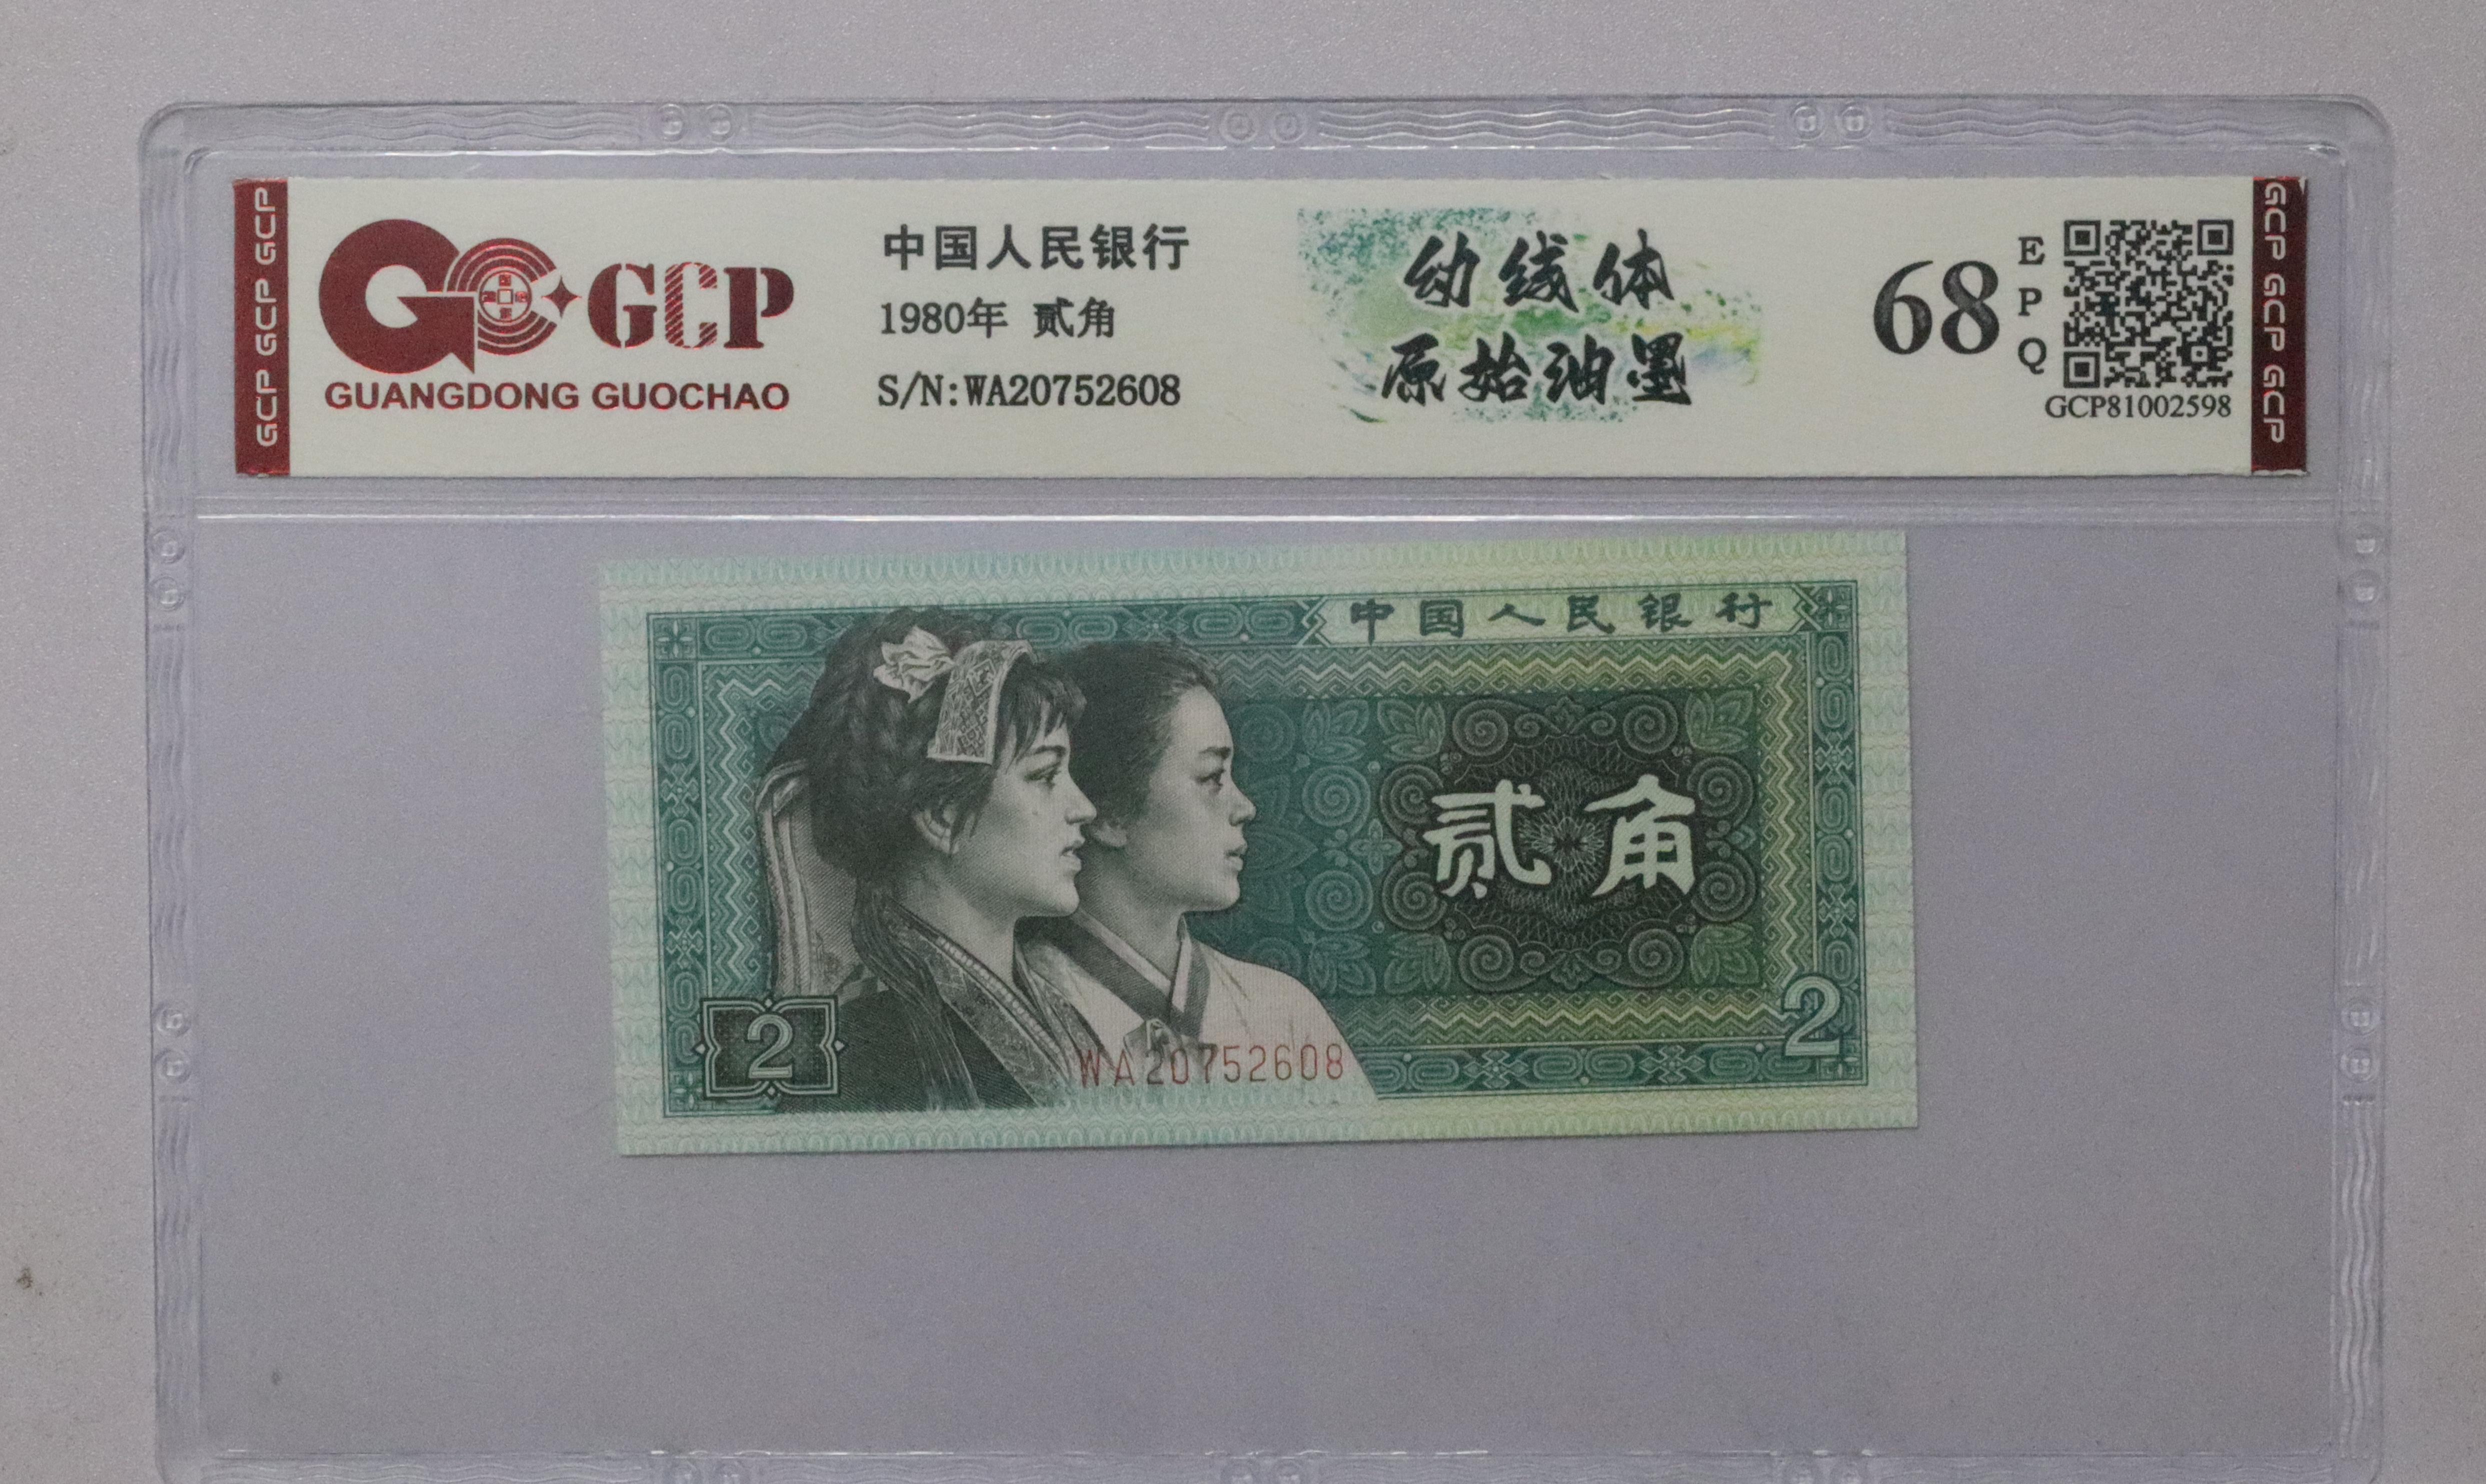 GCP GCP GCP
GCP
GUANGDONG GUOCHAO
中国人民银行
1980年 贰角
S/N:WA20752608
幼线体
原始油墨
68
EPQ
GCP81002598
GCP GCP GCP
中国人民银行
贰角
2
WA20752608
2